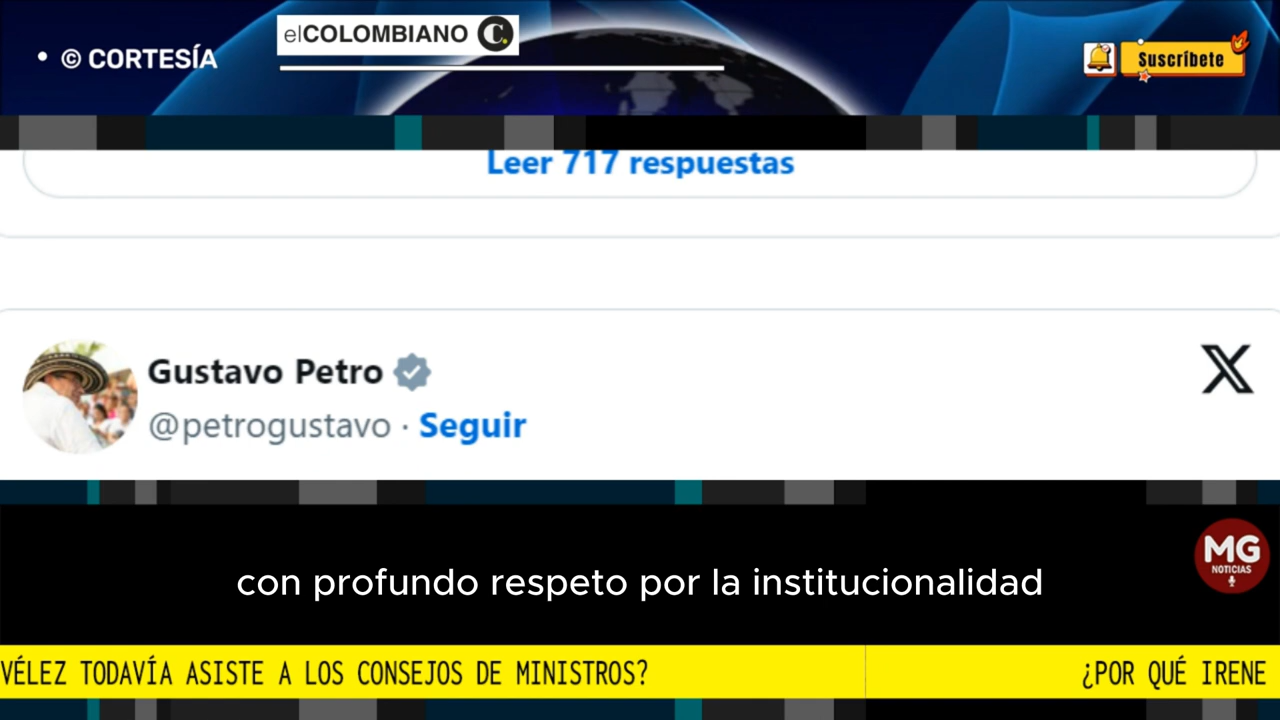 • © CORTESÍA
elCOLOMBIANO C.
Suscríbete
Leer 717 respuestas
Gustavo Petro
@petrogustavo · Seguir
X
con profundo respeto por la institucionalidad
MG
NOTICIAS
VÉLEZ TODAVÍA ASISTE A LOS CONSEJOS DE MINISTROS? ¿POR QUÉ IRENE